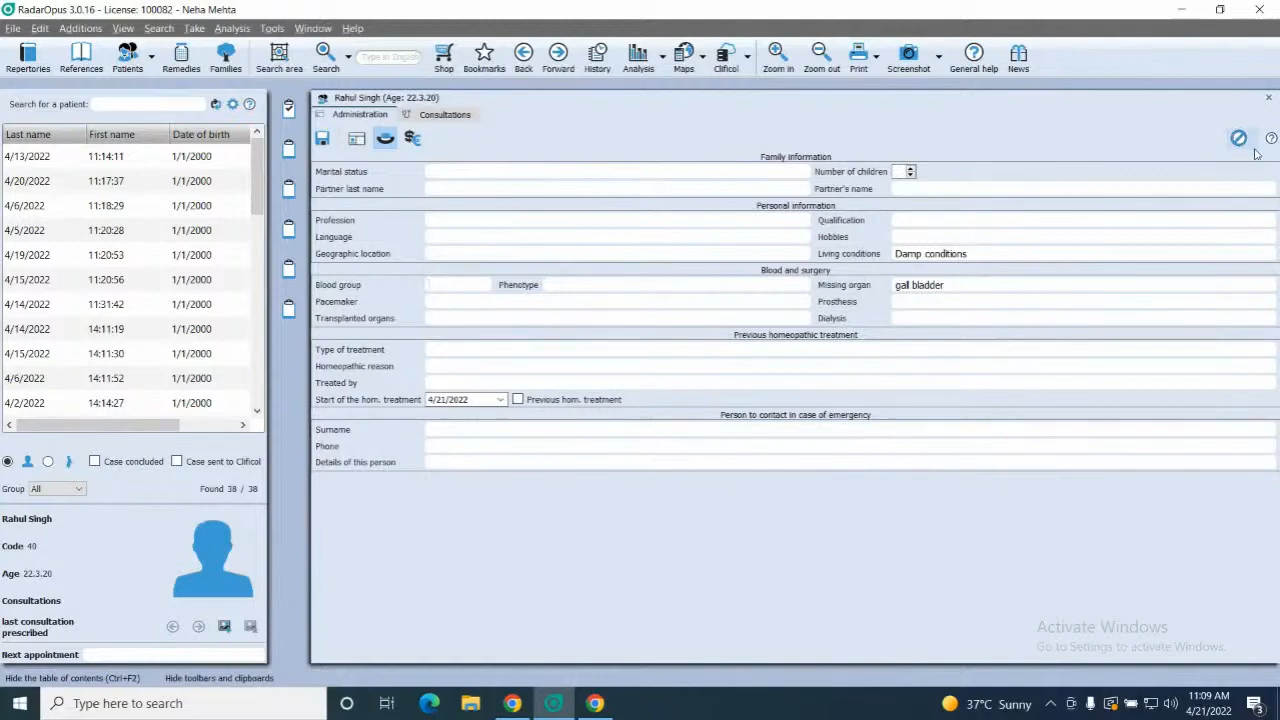 RadarOpus 3.0.16 - License: 100082 - Neha Mehta
File Edit Additions View Search Take Analysis Tools Window Help
Repertories References Patients Remedies Families Search area Search Type in English Shop Bookmarks Back Forward History Analysis Maps Clificol Zoom in Zoom out Print Screenshot General help News
Search for a patient:
Last name First name Date of birth
4/13/2022 11:14:11 1/1/2000
4/20/2022 11:17:37 1/1/2000
4/6/2022 11:18:29 1/1/2000
4/5/2022 11:20:28 1/1/2000
4/19/2022 11:20:53 1/1/2000
4/15/2022 11:20:53 1/1/2000
4/14/2022 11:31:42 1/1/2000
4/14/2022 14:11:19 1/1/2000
4/15/2022 14:11:30 1/1/2000
4/6/2022 14:11:52 1/1/2000
4/2/2022 14:14:27 1/1/2000
Case concluded Case sent to Clificol
Group All Found 38 / 38
Rahul Singh
Code 40
Age 22.3.20
Consultations
last consultation
prescribed
Next appointment
Rahul Singh (Age: 22.3.20)
Administration Consultations
Family information
Marital status Number of children
Partner last name Partner's name
Personal information
Profession Qualification
Language Hobbies
Geographic location Living conditions Damp conditions
Blood and surgery
Blood group Phenotype Missing organ gall bladder
Pacemaker Prosthesis
Transplanted organs Dialysis
Previous homeopathic treatment
Type of treatment
Homeopathic reason
Treated by
Start of the hom. treatment 4/21/2022 Previous hom. treatment
Person to contact in case of emergency
Surname
Phone
Details of this person
Activate Windows
Go to Settings to activate Windows.
Hide the table of contents (Ctrl+F2) Hide toolbars and clipboards
Type here to search 37°C Sunny 11:09 AM
4/21/2022 3